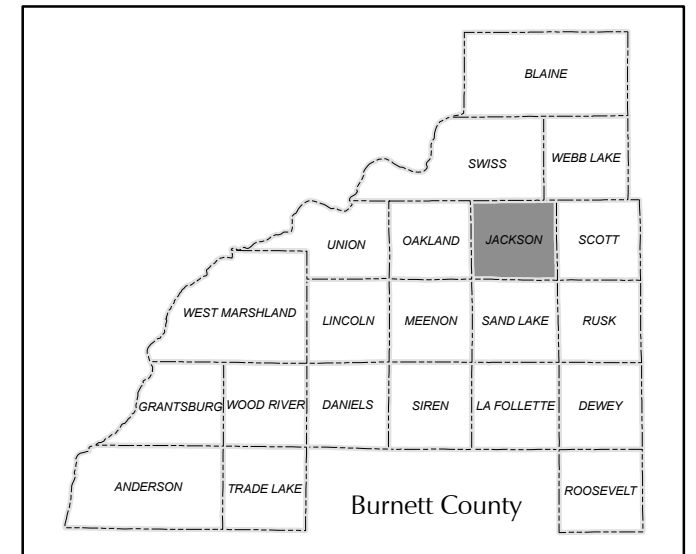 BLAINE
SWISS
WEBB LAKE
UNION
OAKLAND
JACKSON
SCOTT
WEST MARSHLAND
LINCOLN
MEENON
SAND LAKE
RUSK
GRANTSBURG
WOOD RIVER
DANIELS
SIREN
LA FOLLETTE
DEWEY
ANDERSON
TRADE LAKE
ROOSEVELT
Burnett County